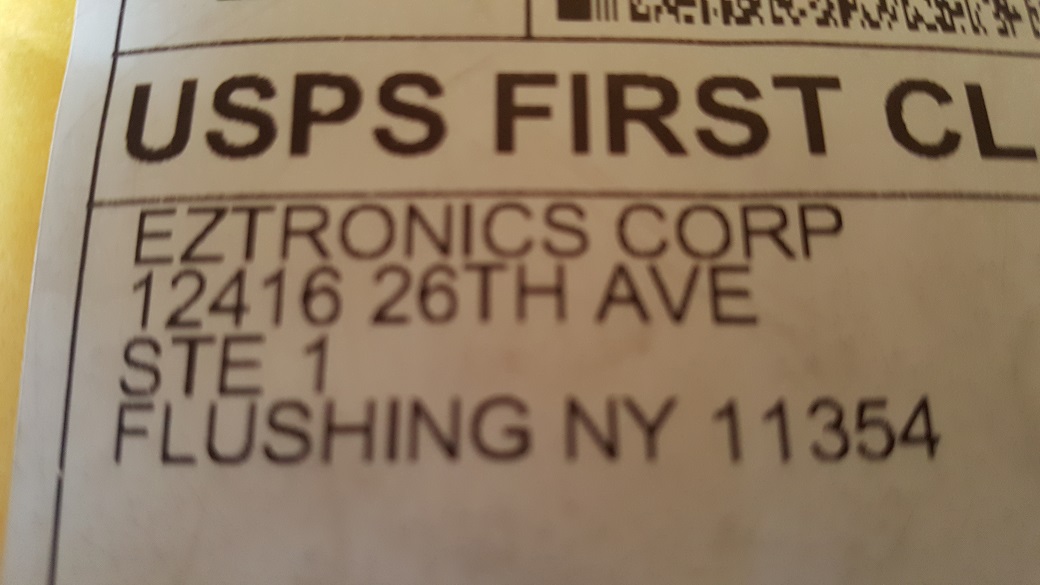 USPS FIRST CL
EZTRONICS CORP
12416 26TH AVE
STE 1
FLUSHING NY 11354